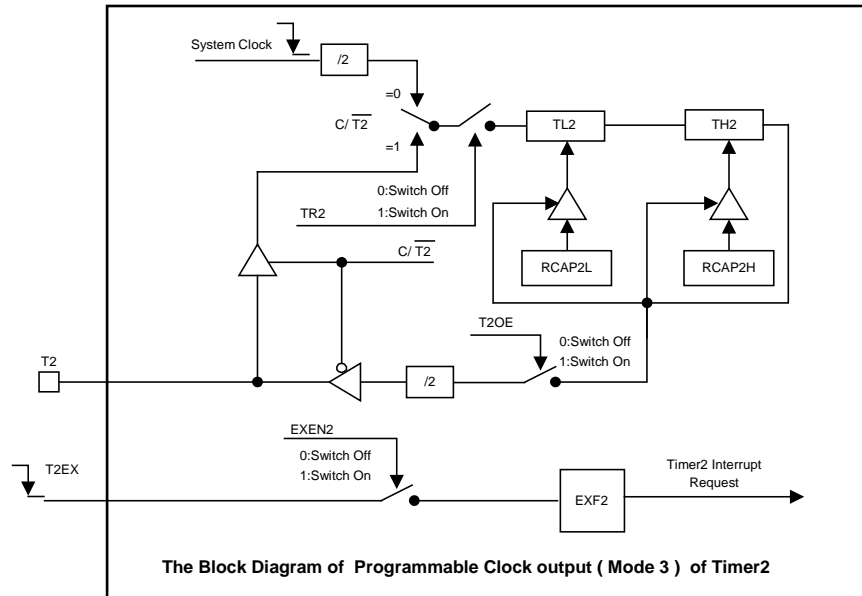 System Clock
/2
=0
C/ T2
=1
TL2
TH2
0:Switch Off
TR2
1:Switch On
C/ T2
RCAP2L
RCAP2H
T2OE
0:Switch Off
1:Switch On
T2
/2
EXEN2
T2EX
0:Switch Off
1:Switch On
Timer2 Interrupt
Request
EXF2
The Block Diagram of Programmable Clock output ( Mode 3 ) of Timer2